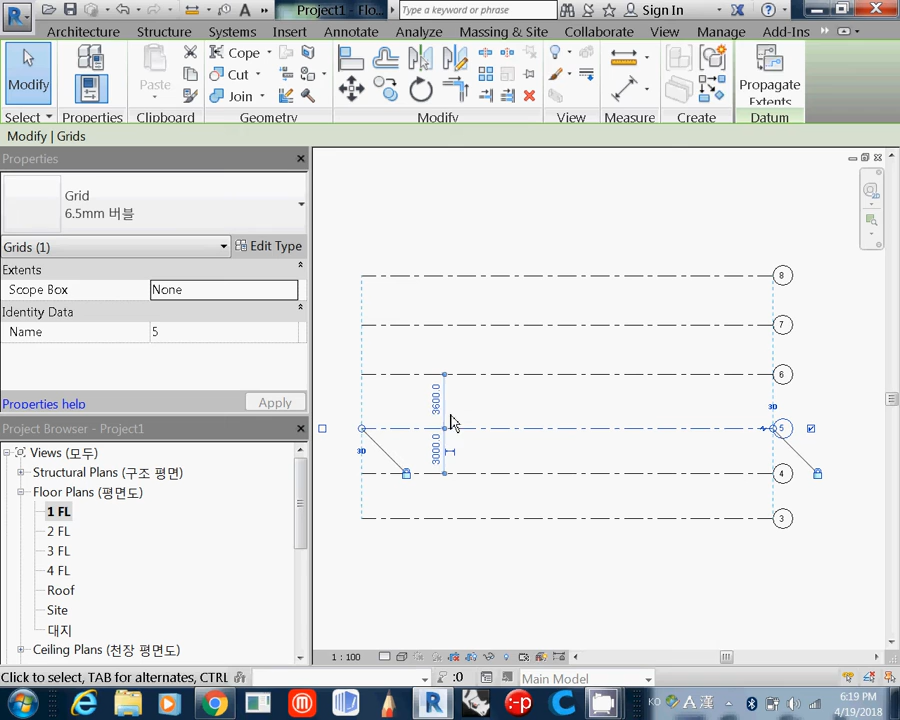 Project1 - Flo...
Type a keyword or phrase
Sign In
Architecture
Structure
Systems
Insert
Annotate
Analyze
Massing & Site
Collaborate
View
Manage
Add-Ins
Modify
Cope
Cut
Join
Paste
Propagate
Extents
Select
Properties
Clipboard
Geometry
Modify
View
Measure
Create
Datum
Modify | Grids
Properties
Grid
6.5mm 버블
Grids (1)
Edit Type
Extents
Scope Box
None
Identity Data
Name
5
Properties help
Apply
Project Browser - Project1
Views (모두)
Structural Plans (구조 평면)
Floor Plans (평면도)
1 FL
2 FL
3 FL
4 FL
Roof
Site
대지
Ceiling Plans (천장 평면도)
8
7
6
3600.0
3D
5
3D
3000.0
4
3
1 : 100
Click to select, TAB for alternates, CTRL
:0
Main Model
KO
A 漢
6:19 PM
4/19/2018